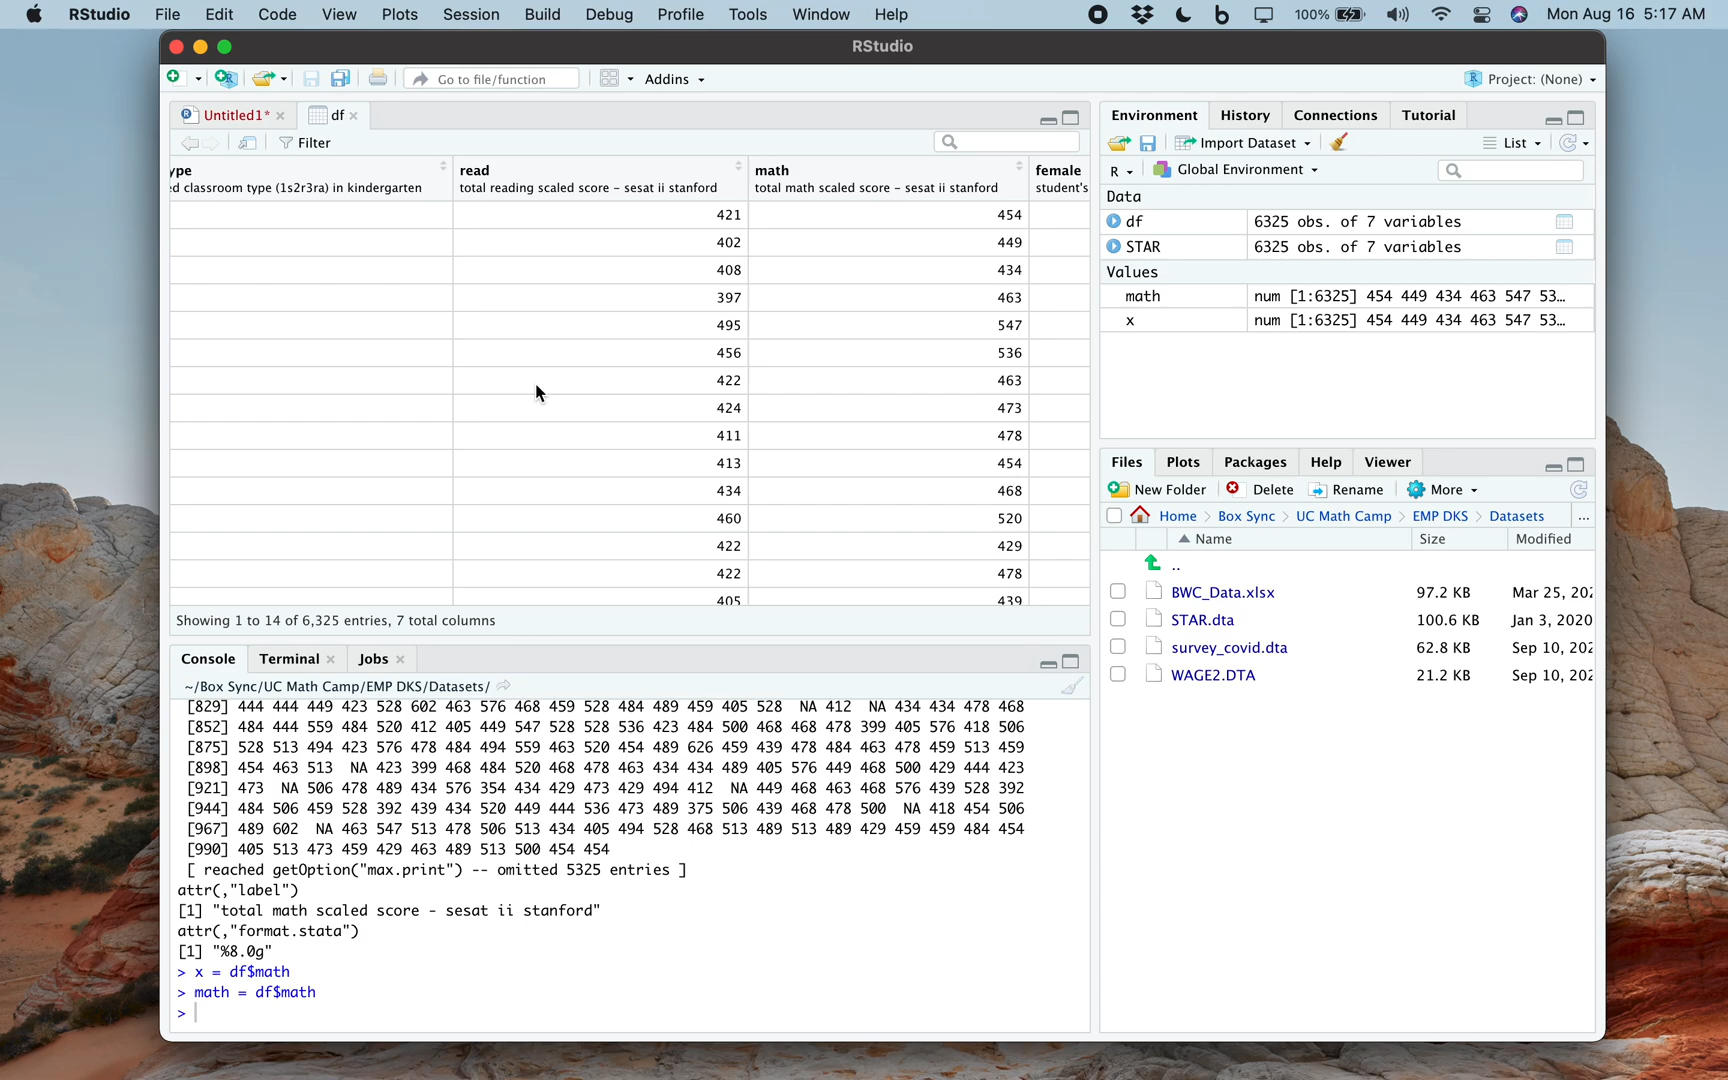 RStudio File Edit Code View Plots Session Build Debug Profile Tools Window Help 100% Mon Aug 16 5:17 AM
RStudio
Go to file/function Addins Project: (None)
Untitled1* df
Filter
ype read math female
ed classroom type (1s2r3ra) in kindergarten total reading scaled score - sesat ii stanford total math scaled score - sesat ii stanford student's
421 454
402 449
408 434
397 463
495 547
456 536
422 463
424 473
411 478
413 454
434 468
460 520
422 429
422 478
405 439
Showing 1 to 14 of 6,325 entries, 7 total columns
Console Terminal Jobs
~/Box Sync/UC Math Camp/EMP DKS/Datasets/
[829] 444 444 449 423 528 602 463 576 468 459 528 484 489 459 405 528 NA 412 NA 434 434 478 468
[852] 484 444 559 484 520 412 405 449 547 528 528 536 423 484 500 468 468 478 399 405 576 418 506
[875] 528 513 494 423 576 478 484 494 559 463 520 454 489 626 459 439 478 484 463 478 459 513 459
[898] 454 463 513 NA 423 399 468 484 520 468 478 463 434 434 489 405 576 449 468 500 429 444 423
[921] 473 NA 506 478 489 434 576 354 434 429 473 429 494 412 NA 449 468 463 468 576 439 528 392
[944] 484 506 459 528 392 439 434 520 449 444 536 473 489 375 506 439 468 478 500 NA 418 454 506
[967] 489 602 NA 463 547 513 478 506 513 434 405 494 528 468 513 489 513 489 429 459 459 484 454
[990] 405 513 473 459 429 463 489 513 500 454 454
[ reached getOption("max.print") -- omitted 5325 entries ]
attr(,"label")
[1] "total math scaled score - sesat ii stanford"
attr(,"format.stata")
[1] "%8.0g"
> x = df$math
> math = df$math
>
Environment History Connections Tutorial
Import Dataset List
R Global Environment
Data
df 6325 obs. of 7 variables
STAR 6325 obs. of 7 variables
Values
math num [1:6325] 454 449 434 463 547 53…
x num [1:6325] 454 449 434 463 547 53…
Files Plots Packages Help Viewer
New Folder Delete Rename More
Home > Box Sync > UC Math Camp > EMP DKS > Datasets ...
Name Size Modified
..
BWC_Data.xlsx 97.2 KB Mar 25, 202
STAR.dta 100.6 KB Jan 3, 2020
survey_covid.dta 62.8 KB Sep 10, 202
WAGE2.DTA 21.2 KB Sep 10, 202